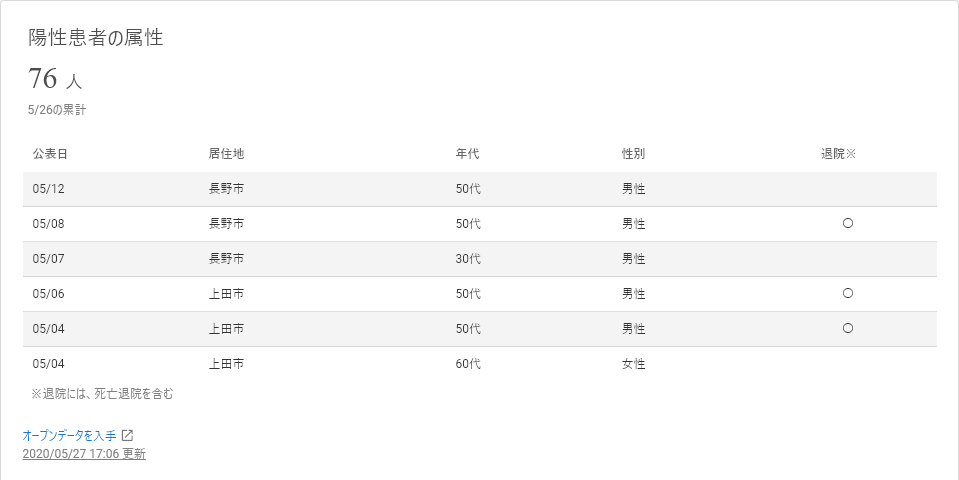 陽性患者の属性
76 人
5/26の累計
公表日 居住地 年代 性別 退院※
05/12 長野市 50代 男性
05/08 長野市 50代 男性 〇
05/07 長野市 30代 男性
05/06 上田市 50代 男性 〇
05/04 上田市 50代 男性 〇
05/04 上田市 60代 女性
※退院には、死亡退院を含む
オープンデータを入手
2020/05/27 17:06 更新